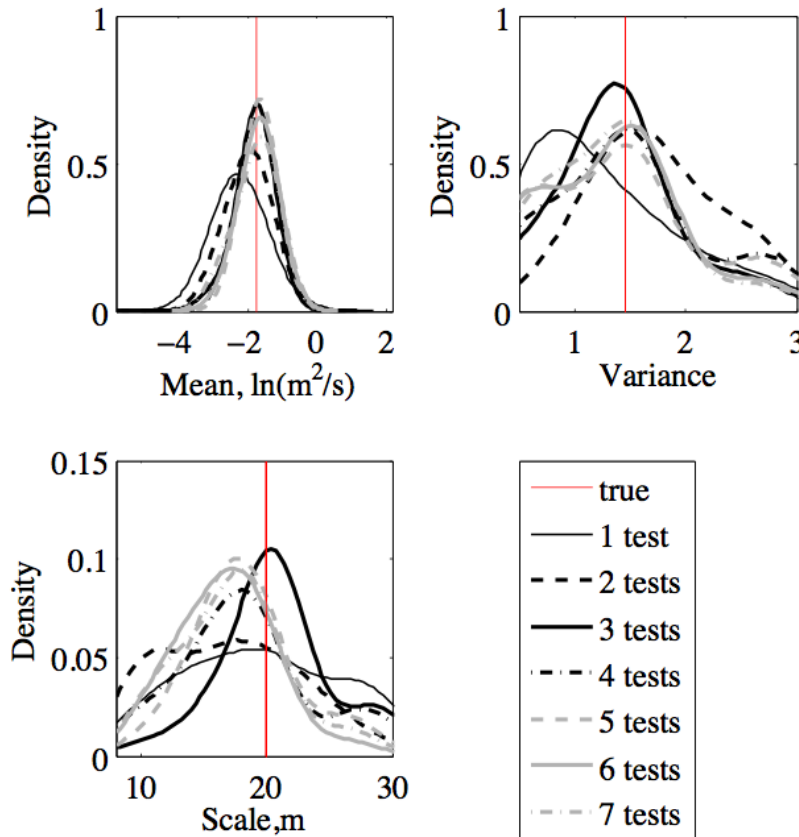 1
0.5
0
Density
−4
−2
0
2
Mean, ln(m²/s)
1
0.5
0
Density
1
2
3
Variance
0.15
0.1
0.05
0
Density
10
20
30
Scale,m
true
1 test
2 tests
3 tests
4 tests
5 tests
6 tests
7 tests